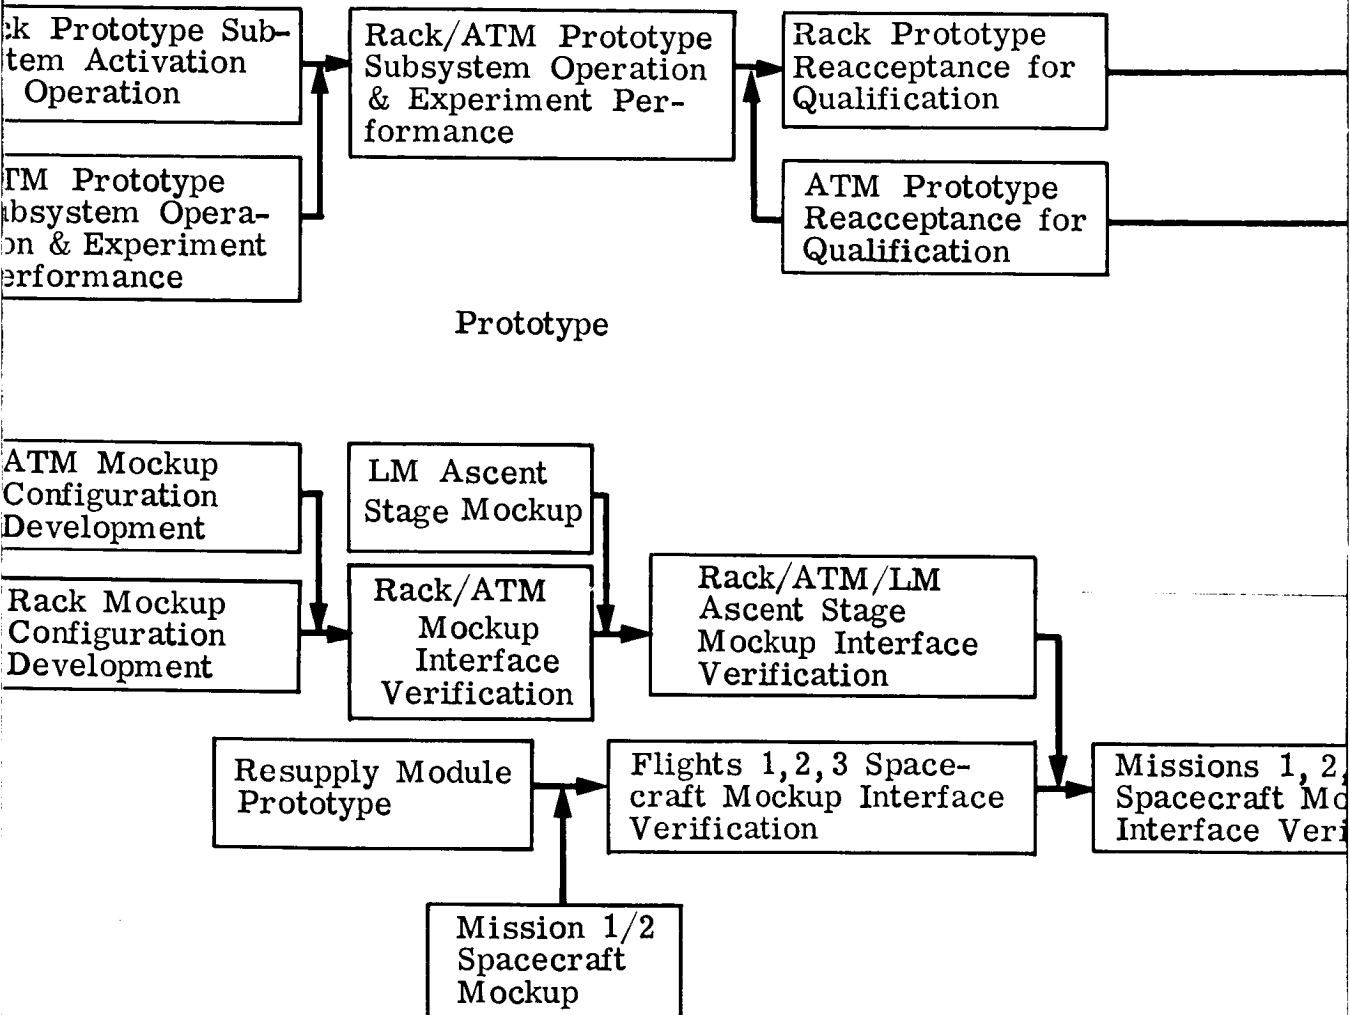 Prototype Sub-
Activation
Operation
Rack/ATM Prototype
Subsystem Operation
& Experiment Per-
formance
Rack Prototype
Reacceptance for
Qualification
Prototype
Opera-
& Experiment
ATM Prototype
Reacceptance for
Qualification
Prototype
ATM Mockup
Configuration
Development
LM Ascent
Stage Mockup
Rack Mockup
Configuration
Development
Rack/ATM
Mockup
Interface
Verification
Rack/ATM/LM
Ascent Stage
Mockup Interface
Verification
Resupply Module
Prototype
Flights 1,2,3 Space-
craft Mockup Interface
Verification
Missions 1, 2,
Spacecraft
Interface
Mission 1/2
Spacecraft
Mockup